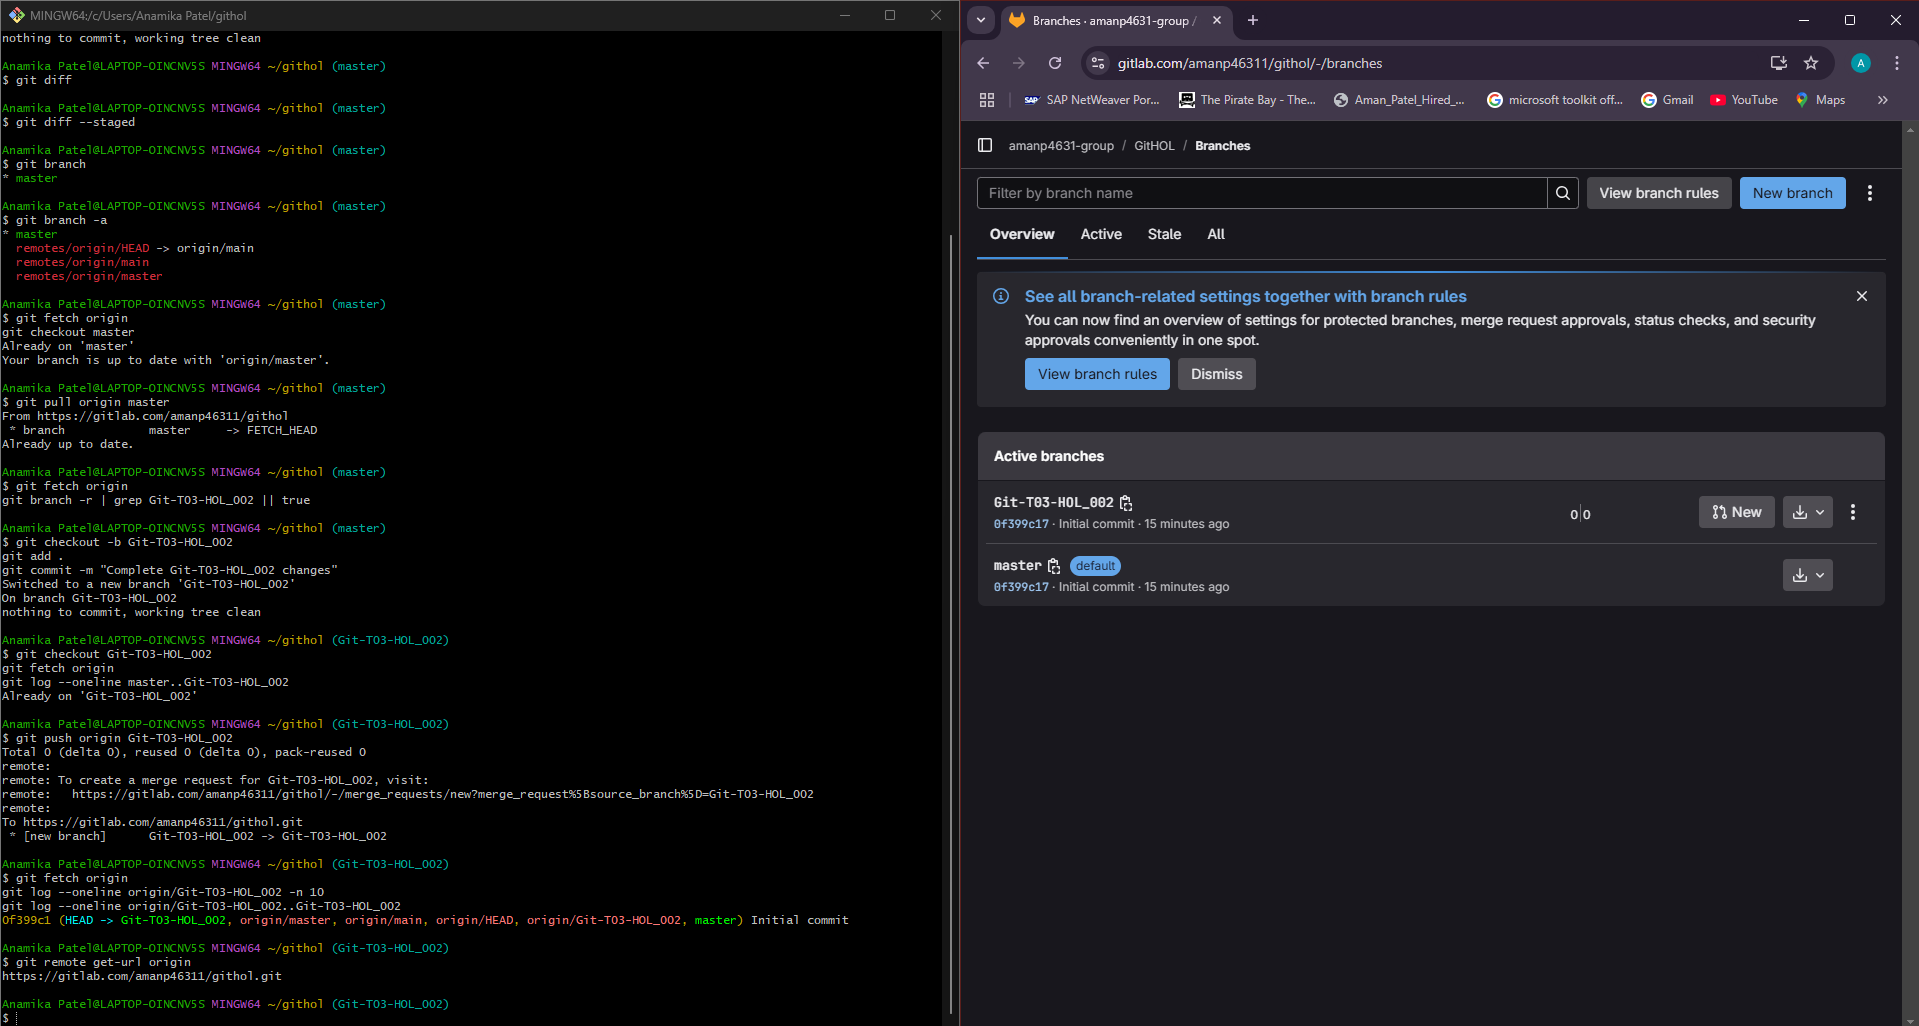 MINGW64:/c/Users/Anamika Patel/githol
nothing to commit, working tree clean
Anamika Patel@LAPTOP-OINCNV5S MINGW64 ~/githol (master)
$ git diff
Anamika Patel@LAPTOP-OINCNV5S MINGW64 ~/githol (master)
$ git diff --staged
Anamika Patel@LAPTOP-OINCNV5S MINGW64 ~/githol (master)
$ git branch
* master
Anamika Patel@LAPTOP-OINCNV5S MINGW64 ~/githol (master)
$ git branch -a
* master
remotes/origin/HEAD -> origin/main
remotes/origin/main
remotes/origin/master
Anamika Patel@LAPTOP-OINCNV5S MINGW64 ~/githol (master)
$ git fetch origin
git checkout master
Already on 'master'
Your branch is up to date with 'origin/master'.
Anamika Patel@LAPTOP-OINCNV5S MINGW64 ~/githol (master)
$ git pull origin master
From https://gitlab.com/amanp46311/githol
* branch            master     -> FETCH_HEAD
Already up to date.
Anamika Patel@LAPTOP-OINCNV5S MINGW64 ~/githol (master)
$ git fetch origin
git branch -r | grep Git-T03-HOL_002 || true
Anamika Patel@LAPTOP-OINCNV5S MINGW64 ~/githol (master)
$ git checkout -b Git-T03-HOL_002
git add .
git commit -m "Complete Git-T03-HOL_002 changes"
Switched to a new branch 'Git-T03-HOL_002'
On branch Git-T03-HOL_002
nothing to commit, working tree clean
Anamika Patel@LAPTOP-OINCNV5S MINGW64 ~/githol (Git-T03-HOL_002)
$ git checkout Git-T03-HOL_002
git fetch origin
git log --oneline master..Git-T03-HOL_002
Already on 'Git-T03-HOL_002'
Anamika Patel@LAPTOP-OINCNV5S MINGW64 ~/githol (Git-T03-HOL_002)
$ git push origin Git-T03-HOL_002
Total 0 (delta 0), reused 0 (delta 0), pack-reused 0
remote:
remote: To create a merge request for Git-T03-HOL_002, visit:
remote:   https://gitlab.com/amanp46311/githol/-/merge_requests/new?merge_request%5Bsource_branch%5D=Git-T03-HOL_002
remote:
To https://gitlab.com/amanp46311/githol.git
* [new branch]      Git-T03-HOL_002 -> Git-T03-HOL_002
Anamika Patel@LAPTOP-OINCNV5S MINGW64 ~/githol (Git-T03-HOL_002)
$ git fetch origin
git log --oneline origin/Git-T03-HOL_002 -n 10
git log --oneline origin/Git-T03-HOL_002..Git-T03-HOL_002
0f399c1 (HEAD -> Git-T03-HOL_002, origin/master, origin/main, origin/HEAD, origin/Git-T03-HOL_002, master) Initial commit
Anamika Patel@LAPTOP-OINCNV5S MINGW64 ~/githol (Git-T03-HOL_002)
$ git remote get-url origin
https://gitlab.com/amanp46311/githol.git
Anamika Patel@LAPTOP-OINCNV5S MINGW64 ~/githol (Git-T03-HOL_002)
$
Branches · amanp4631-group /
gitlab.com/amanp46311/githol/-/branches
A
SAP NetWeaver Por...
The Pirate Bay - The...
Aman_Patel_Hired_...
microsoft toolkit off...
Gmail
YouTube
Maps
amanp4631-group / GitHOL / Branches
Filter by branch name
View branch rules
New branch
Overview Active Stale All
See all branch-related settings together with branch rules
You can now find an overview of settings for protected branches, merge request approvals, status checks, and security
approvals conveniently in one spot.
View branch rules
Dismiss
Active branches
Git-T03-HOL_002
0f399c17 · Initial commit · 15 minutes ago
0|0
New
master default
0f399c17 · Initial commit · 15 minutes ago